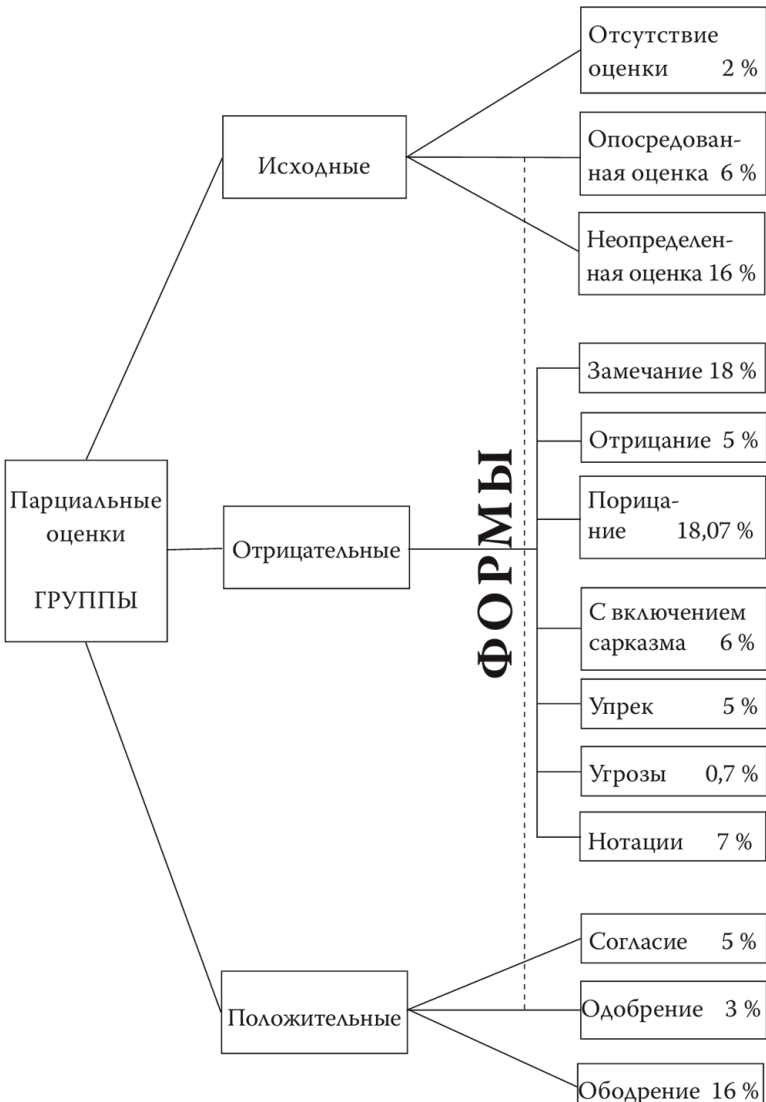 Отсутствие
оценки 2 %
Исходные
Опосредован-
ная оценка 6 %
Неопределен-
ная оценка 16 %
Замечание 18 %
Отрицание 5 %
Парциальные
оценки
ГРУППЫ
Отрицательные
ФОРМЫ
Порица-
ние 18,07 %
С включением
сарказма 6 %
Упрек 5 %
Угрозы 0,7 %
Нотации 7 %
Положительные
Согласие 5 %
Одобрение 3 %
Ободрение 16 %